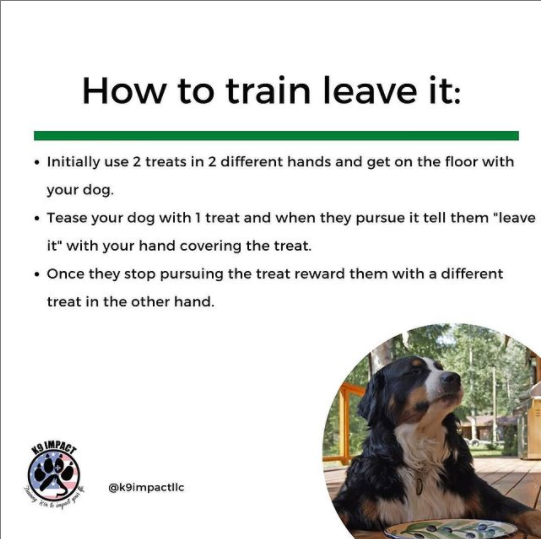 How to train leave it:
• Initially use 2 treats in 2 different hands and get on the floor with
your dog.
• Tease your dog with 1 treat and when they pursue it tell them "leave
it" with your hand covering the treat.
• Once they stop pursuing the treat reward them with a different
treat in the other hand.
K9 IMPACT
@k9impactllc